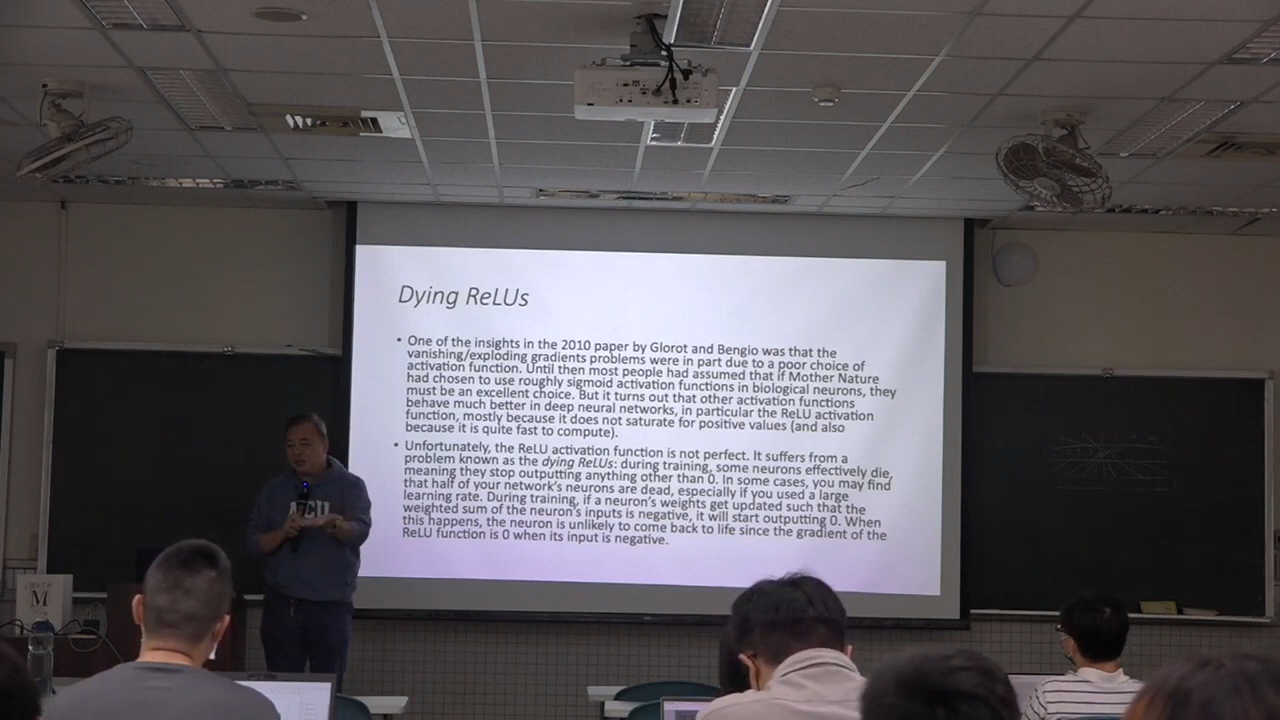 Dying ReLUs
• One of the insights in the 2010 paper by Glorot and Bengio was that the
vanishing/exploding gradients problems were in part due to a poor choice of
activation function. Until then most people had assumed that if Mother Nature
had chosen to use roughly sigmoid activation functions in biological neurons, they
must be an excellent choice. But it turns out that other activation functions
behave much better in deep neural networks, in particular the ReLU activation
function, mostly because it does not saturate for positive values (and also
because it is quite fast to compute).
• Unfortunately, the ReLU activation function is not perfect. It suffers from a
problem known as the dying ReLUs: during training, some neurons effectively die,
meaning they stop outputting anything other than 0. In some cases, you may find
that half of your network's neurons are dead, especially if you used a large
learning rate. During training, if a neuron's weights get updated such that the
weighted sum of the neuron's inputs is negative, it will start outputting 0. When
this happens, the neuron is unlikely to come back to life since the gradient of the
ReLU function is 0 when its input is negative.
M